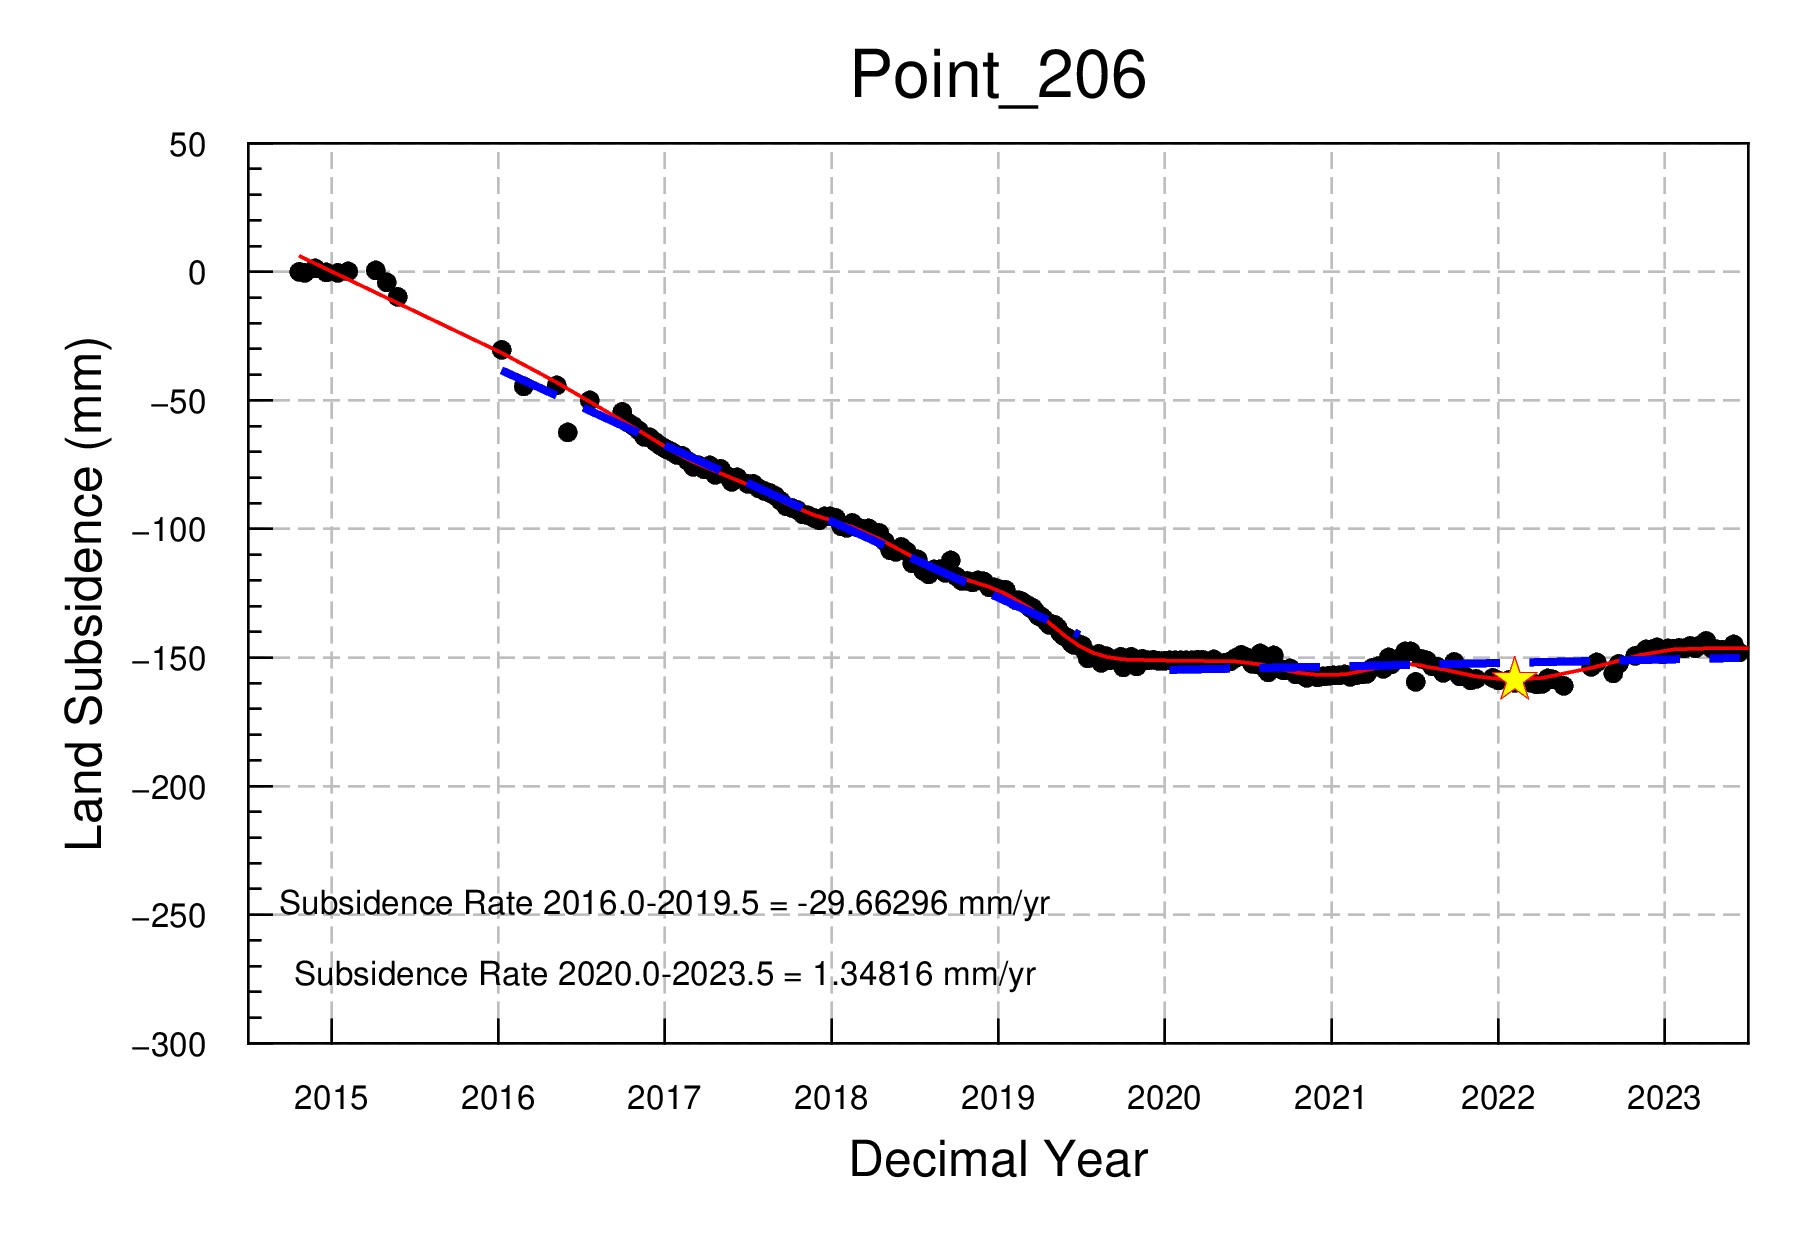 Point_206
50
0
−50
−100
−150
−200
−250
−300
Land Subsidence (mm)
Subsidence Rate 2016.0-2019.5 = -29.66296 mm/yr
Subsidence Rate 2020.0-2023.5 = 1.34816 mm/yr
2015 2016 2017 2018 2019 2020 2021 2022 2023
Decimal Year